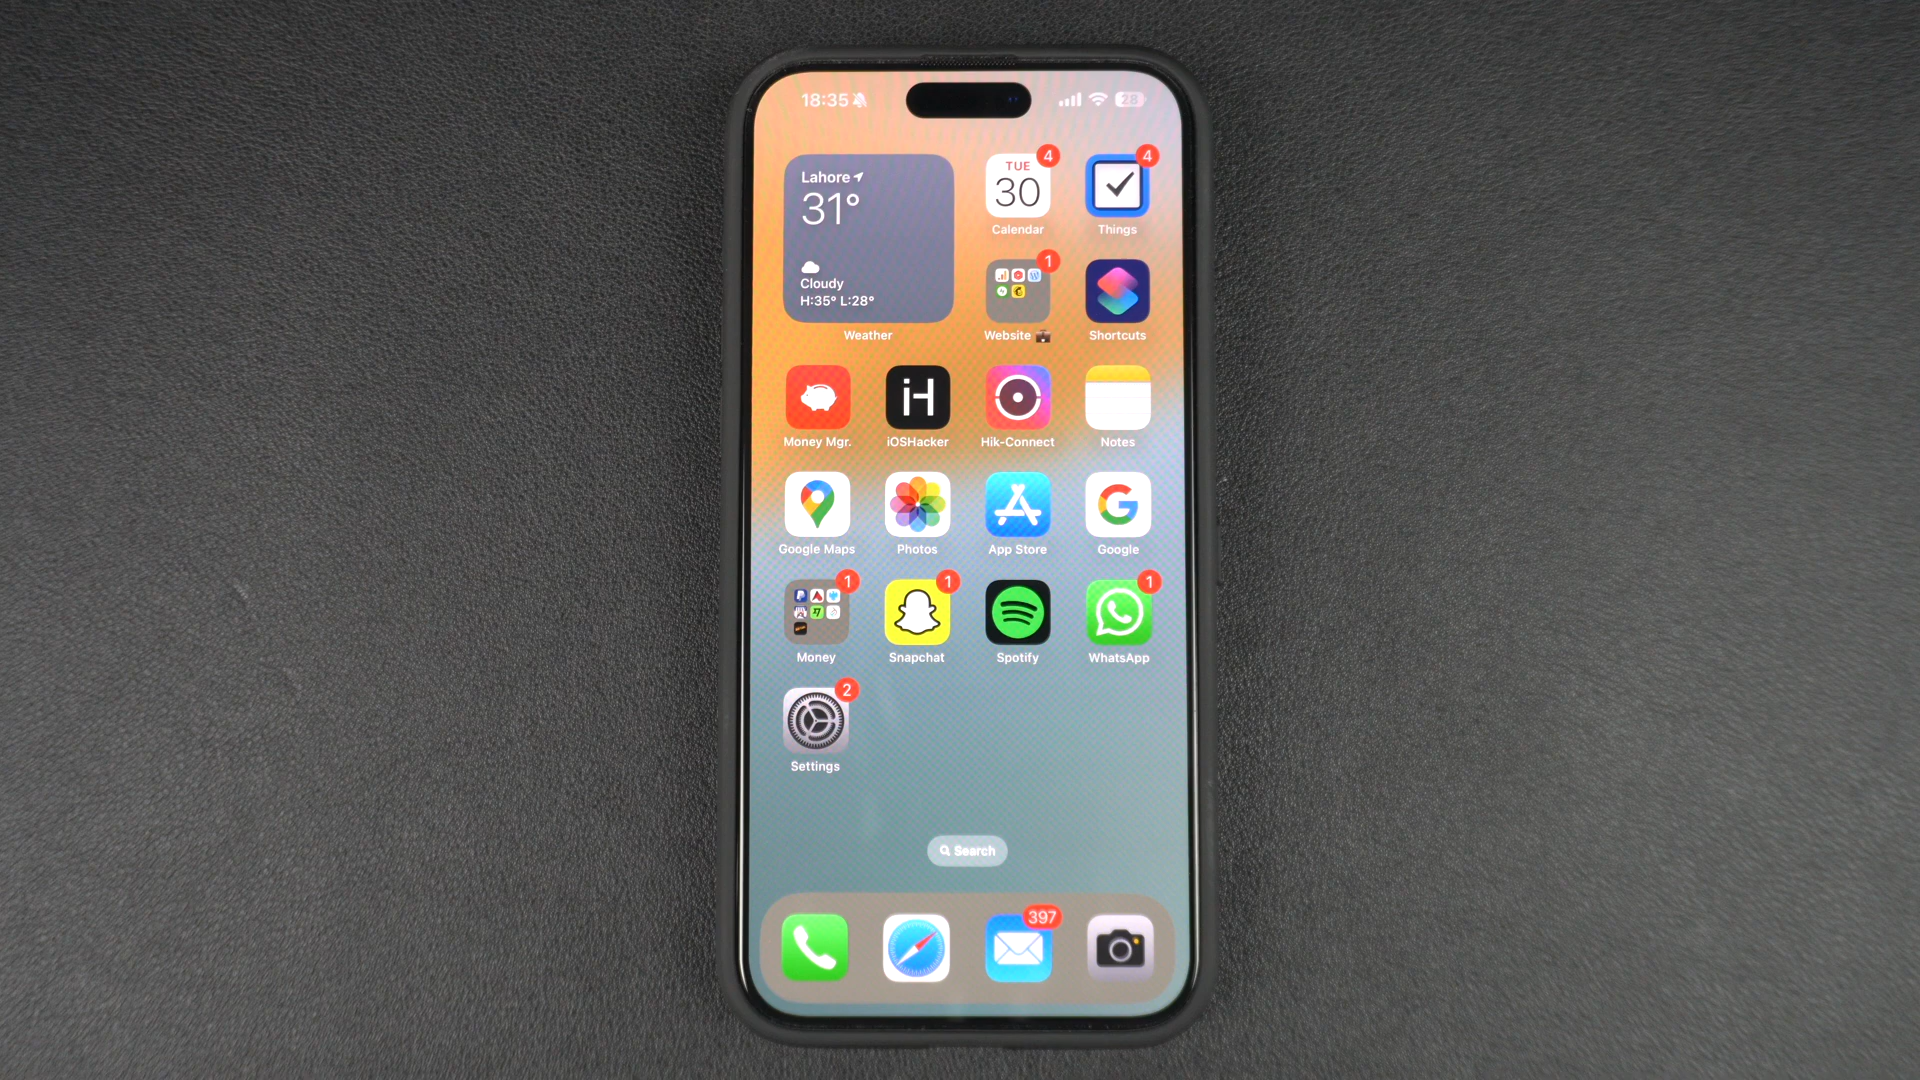 18:35
28
Lahore
31°
Cloudy
H:35° L:28°
Weather
TUE
30
4
Calendar
4
Things
1
Website
Shortcuts
Money Mgr.
iH
iOSHacker
Hik-Connect
Notes
Google Maps
Photos
App Store
G
Google
1
Money
1
Snapchat
Spotify
1
WhatsApp
2
Settings
Search
397